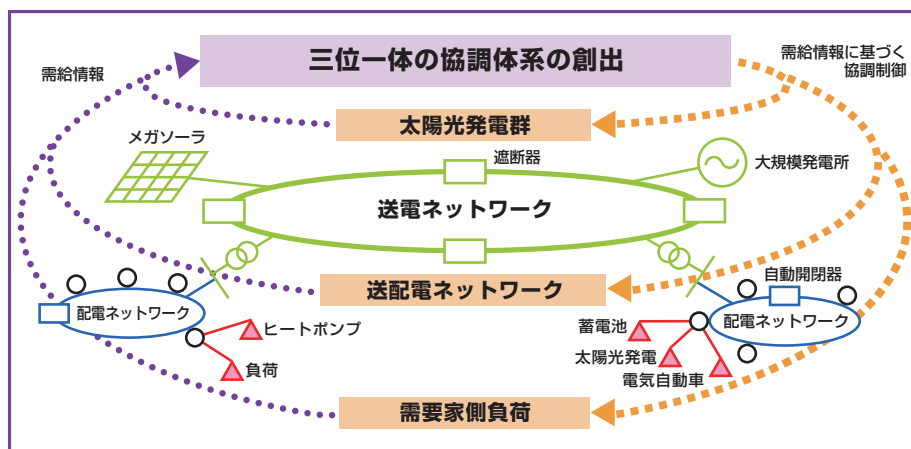 三位一体の協調体系の創出
需給情報
需給情報に基づく
協調制御
太陽光発電群
メガソーラ
遮断器
大規模発電所
送電ネットワーク
送配電ネットワーク
自動開閉器
配電ネットワーク
配電ネットワーク
ヒートポンプ
負荷
蓄電池
太陽光発電
電気自動車
需要家側負荷